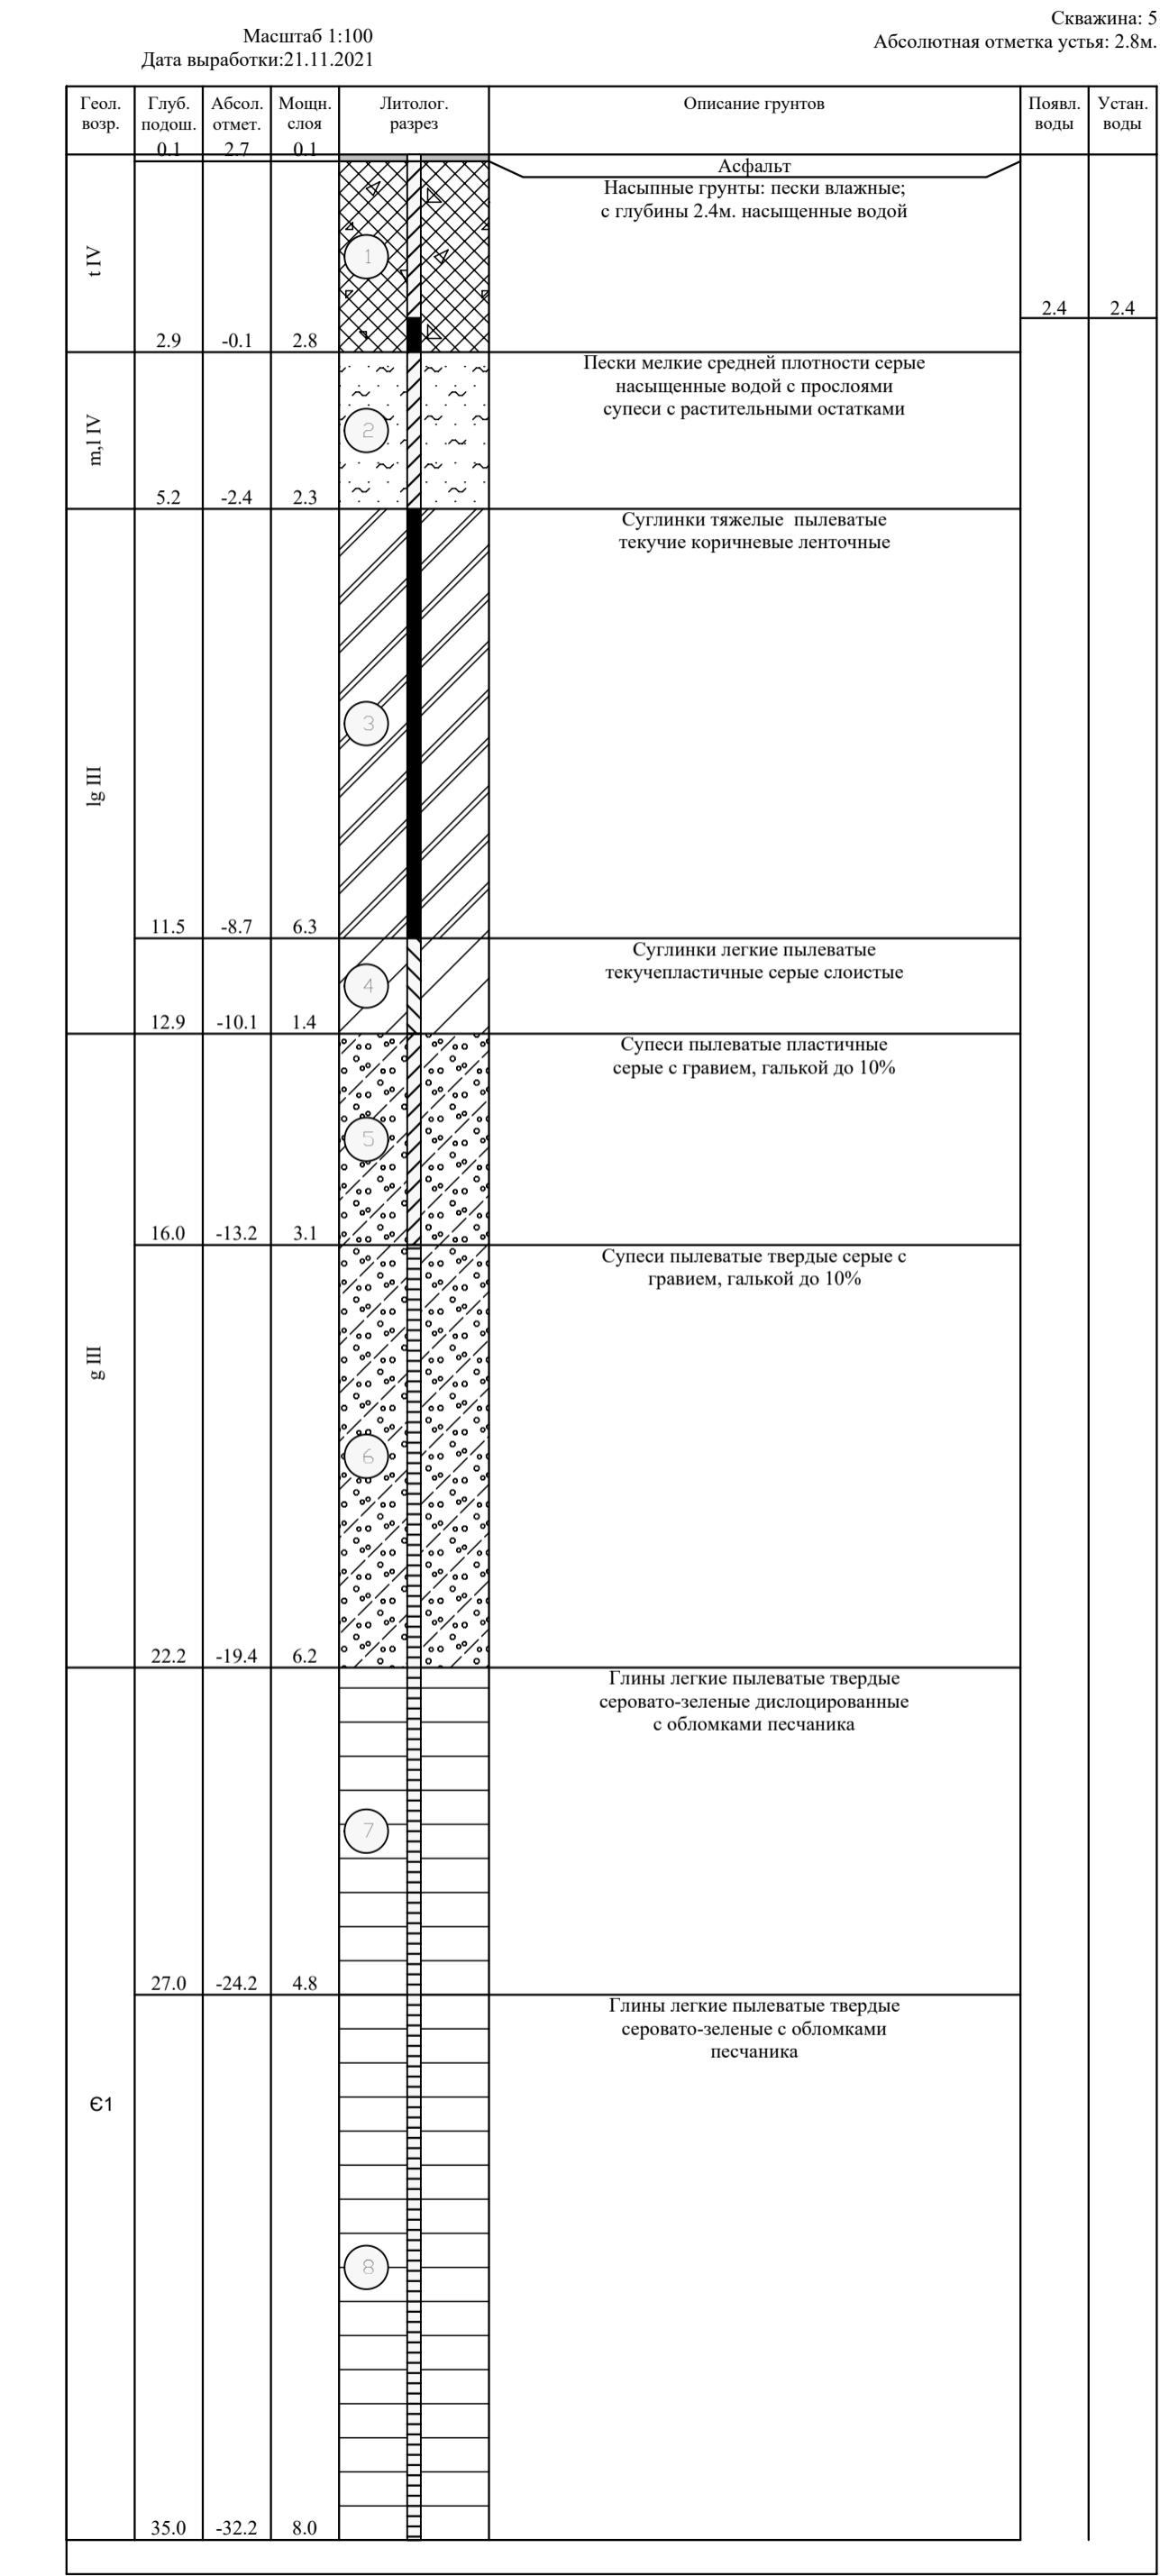 Скважина: 5
Масштаб 1:100
Абсолютная отметка устья: 2.8м.
Дата выработки:21.11.2021
Геол. возр.
Глуб. подош.
Абсол. отмет.
Мощн. слоя
Литолог. разрез
Описание грунтов
Появл. воды
Устан. воды
0.1 2.7 0.1
Асфальт
Насыпные грунты: пески влажные;
с глубины 2.4м. насыщенные водой
t IV
1
2.4 2.4
2.9 -0.1 2.8
Пески мелкие средней плотности серые
насыщенные водой с прослоями
супеси с растительными остатками
m,l IV
2
5.2 -2.4 2.3
Суглинки тяжелые пылеватые
текучие коричневые ленточные
3
lg III
11.5 -8.7 6.3
Суглинки легкие пылеватые
текучепластичные серые слоистые
4
12.9 -10.1 1.4
Супеси пылеватые пластичные
серые с гравием, галькой до 10%
5
16.0 -13.2 3.1
Супеси пылеватые твердые серые с
гравием, галькой до 10%
g III
6
22.2 -19.4 6.2
Глины легкие пылеватые твердые
серовато-зеленые дислоцированные
с обломками песчаника
7
27.0 -24.2 4.8
Глины легкие пылеватые твердые
серовато-зеленые с обломками
песчаника
Є1
8
35.0 -32.2 8.0